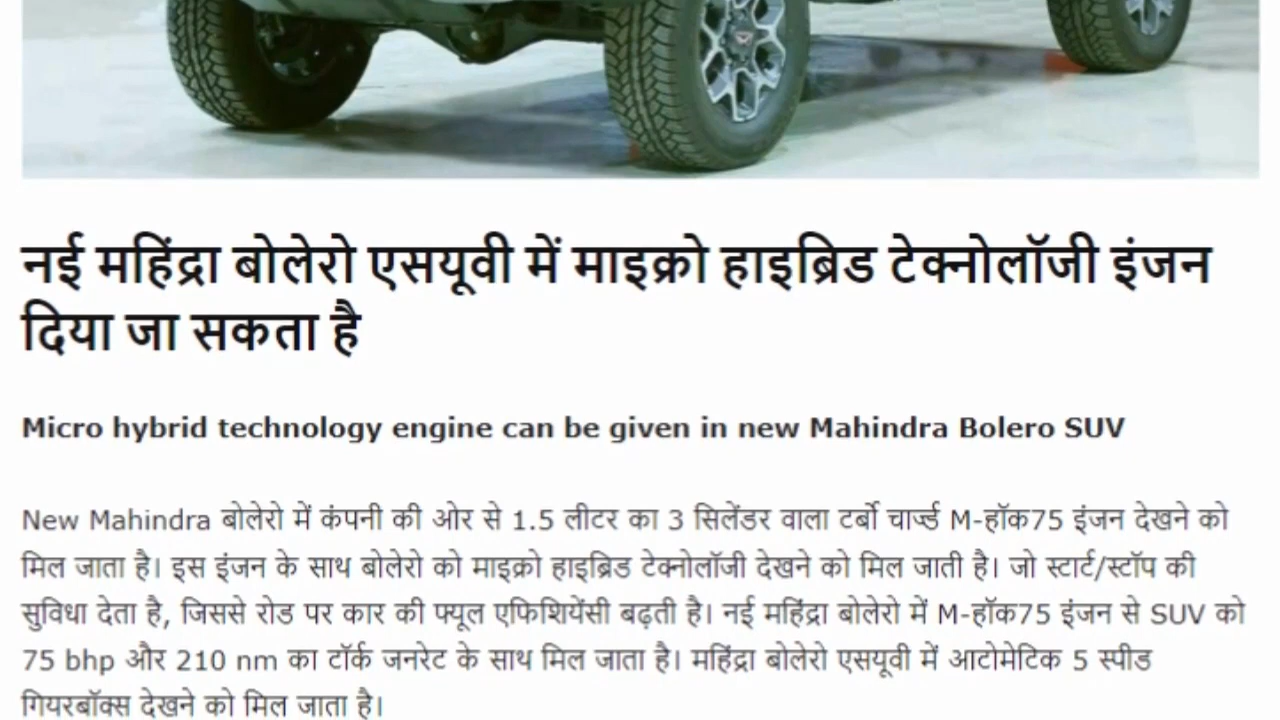 नई महिंद्रा बोलेरो एसयूवी में माइक्रो हाइब्रिड टेक्नोलॉजी इंजन
दिया जा सकता है
Micro hybrid technology engine can be given in new Mahindra Bolero SUV
New Mahindra बोलेरो में कंपनी की ओर से 1.5 लीटर का 3 सिलेंडर वाला टर्बो चार्ज्ड M-हॉक75 इंजन देखने को
मिल जाता है। इस इंजन के साथ बोलेरो को माइक्रो हाइब्रिड टेक्नोलॉजी देखने को मिल जाती है। जो स्टार्ट/स्टॉप की
सुविधा देता है, जिससे रोड पर कार की फ्यूल एफिशियेंसी बढ़ती है। नई महिंद्रा बोलेरो में M-हॉक75 इंजन से SUV को
75 bhp और 210 nm का टॉर्क जनरेट के साथ मिल जाता है। महिंद्रा बोलेरो एसयूवी में आटोमेटिक 5 स्पीड
गियरबॉक्स देखने को मिल जाता है।